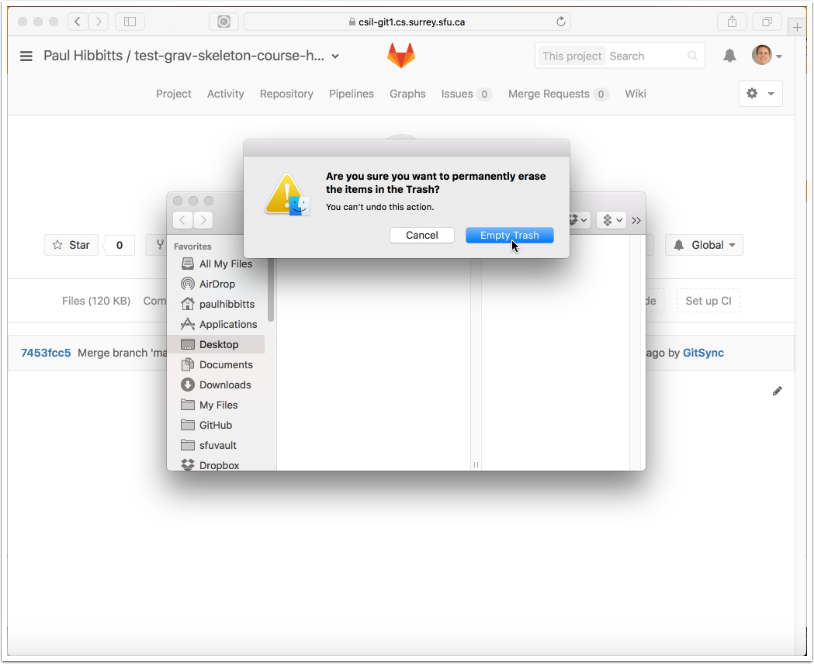 csil-git1.cs.surrey.sfu.ca
Paul Hibbitts / test-grav-skeleton-course-h...
This project Search
Project Activity Repository Pipelines Graphs Issues 0 Merge Requests 0 Wiki
Are you sure you want to permanently erase
the items in the Trash?
You can't undo this action.
Cancel Empty Trash
Star 0 Global
Favorites
All My Files
AirDrop
Files (120 KB) Com de Set up CI
paulhibbitts
Applications
Desktop
7453fcc5 Merge branch 'ma ago by GitSync
Documents
Downloads
My Files
GitHub
sfuvault
Dropbox